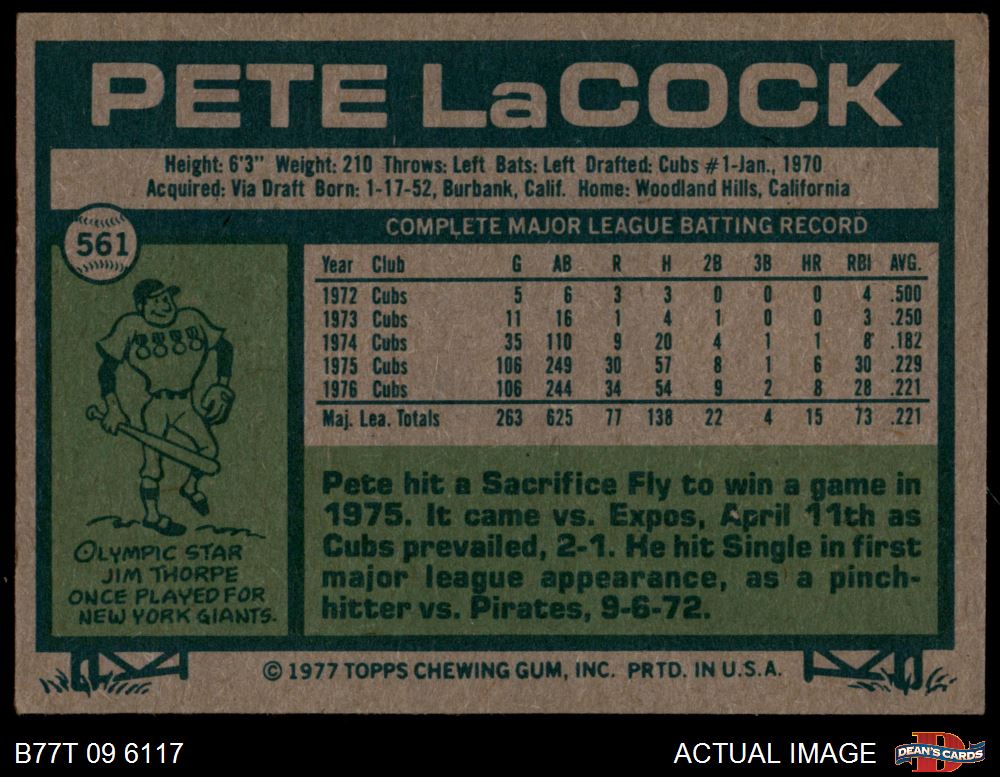 PETE LaCOCK
Height: 6'3" Weight: 210 Throws: Left Bats: Left Drafted: Cubs #1-Jan., 1970
Acquired: Via Draft Born: 1-17-52, Burbank, Calif. Home: Woodland Hills, California
561
COMPLETE MAJOR LEAGUE BATTING RECORD
Year Club G AB R H 2B 3B HR RBI AVG.
1972 Cubs 5 6 3 3 0 0 0 4 .500
1973 Cubs 11 16 1 4 1 0 0 3 .250
1974 Cubs 35 110 9 20 4 1 1 8 .182
1975 Cubs 106 249 30 57 8 1 6 30 .229
1976 Cubs 106 244 34 54 9 2 8 28 .221
Maj. Lea. Totals 263 625 77 138 22 4 15 73 .221
OLYMPIC STAR
JIM THORPE
ONCE PLAYED FOR
NEW YORK GIANTS.
Pete hit a Sacrifice Fly to win a game in
1975. It came vs. Expos, April 11th as
Cubs prevailed, 2-1. He hit Single in first
major league appearance, as a pinch-
hitter vs. Pirates, 9-6-72.
© 1977 TOPPS CHEWING GUM, INC. PRTD. IN U.S.A.
B77T 09 6117
ACTUAL IMAGE
D
DEAN'S CARDS